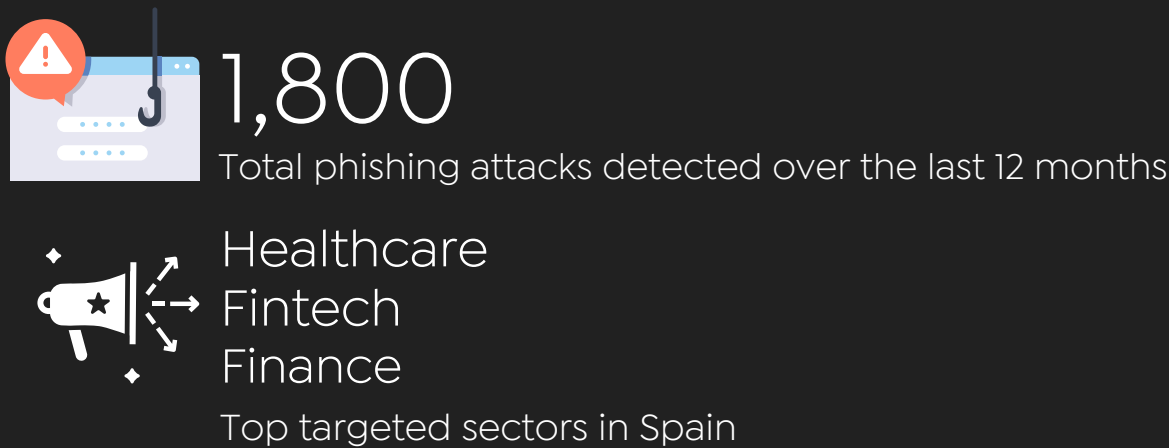 1,800
Total phishing attacks detected over the last 12 months
Healthcare
Fintech
Finance
Top targeted sectors in Spain